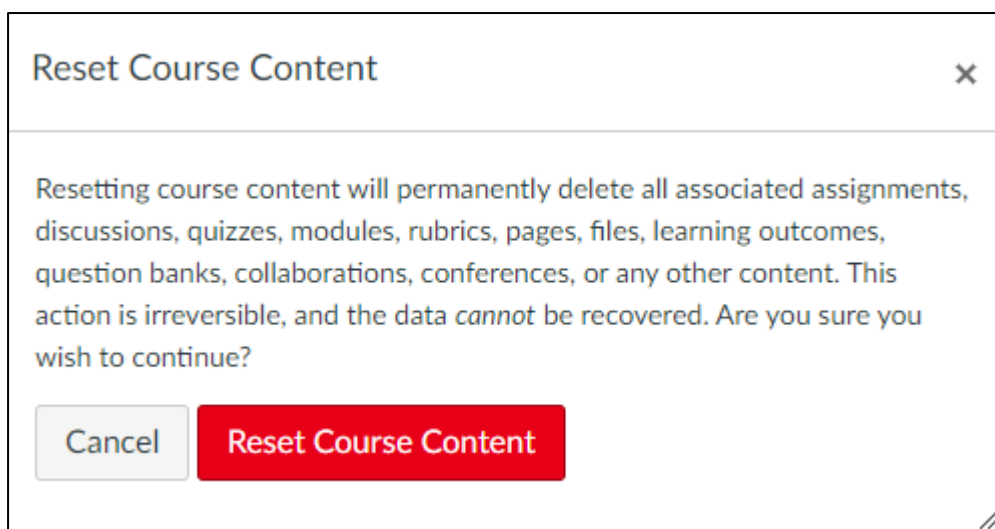 Reset Course Content
×
Resetting course content will permanently delete all associated assignments,
discussions, quizzes, modules, rubrics, pages, files, learning outcomes,
question banks, collaborations, conferences, or any other content. This
action is irreversible, and the data cannot be recovered. Are you sure you
wish to continue?
Cancel
Reset Course Content